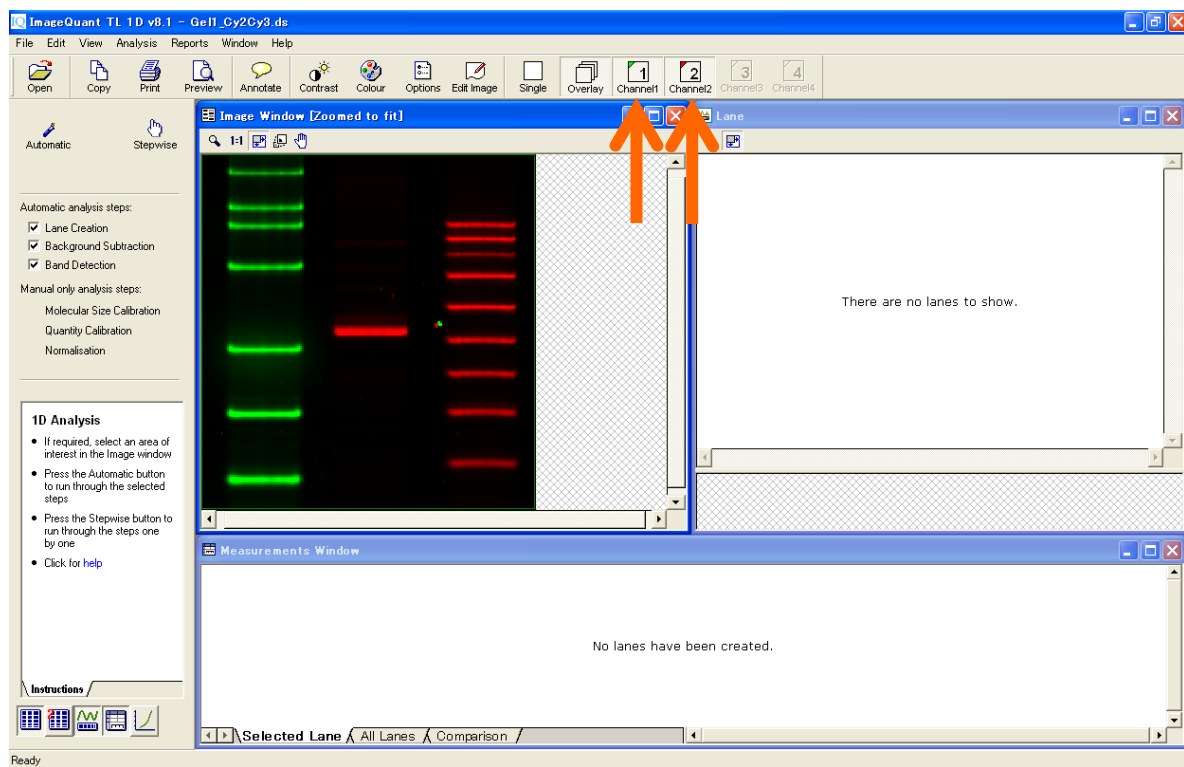 ImageQuant TL 1D v8.1 - Gel1_Cy2Cy3.ds
File Edit View Analysis Reports Window Help
Open Copy Print Preview Annotate Contrast Colour Options Edit Image Single Overlay Channel1 Channel2 Channel3 Channel4
1 2 3 4
Automatic Stepwise
Automatic analysis steps:
Lane Creation
Background Subtraction
Band Detection
Manual only analysis steps:
Molecular Size Calibration
Quantity Calibration
Normalisation
1D Analysis
If required, select an area of
interest in the Image window
Press the Automatic button
to run through the selected
steps
Press the Stepwise button to
run through the steps one
by one
Click for help
Instructions
Image Window [Zoomed to fit]
1:1
Lane
There are no lanes to show.
Measurements Window
No lanes have been created.
Selected Lane All Lanes Comparison
Ready